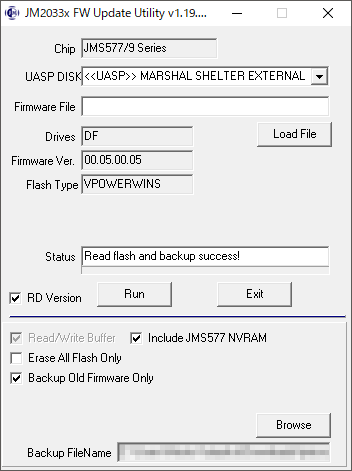 JM2033x FW Update Utility v1.19....
Chip JMS577/9 Series
UASP DISK <<UASP>> MARSHAL SHELTER EXTERNAL
Firmware File
Drives DF
Load File
Firmware Ver. 00.05.00.05
Flash Type VPOWERWINS
Status Read flash and backup success!
RD Version Run Exit
Read/Write Buffer Include JMS577 NVRAM
Erase All Flash Only
Backup Old Firmware Only
Browse
Backup FileName